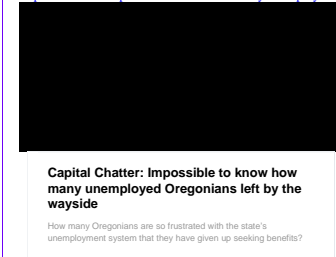 Capital Chatter: Impossible to know how
many unemployed Oregonians left by the
wayside
How many Oregonians are so frustrated with the state's
unemployment system that they have given up seeking benefits?